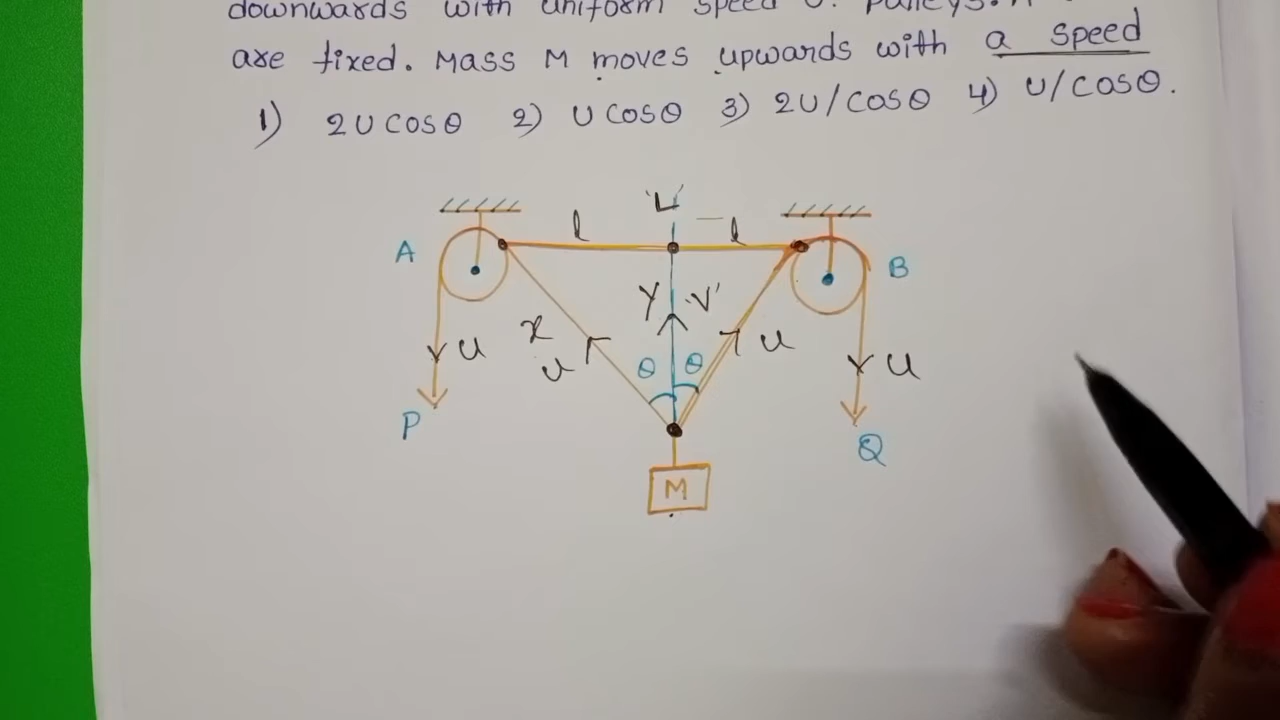 downwards with uniform speed U. Pulleys
are fixed. Mass M moves upwards with a speed
1) 2U cosθ 2) U cosθ 3) 2U/cosθ 4) U/cosθ.
'L'
l l
A B
Y 'V'
x
u u u u
θ θ
P Q
M